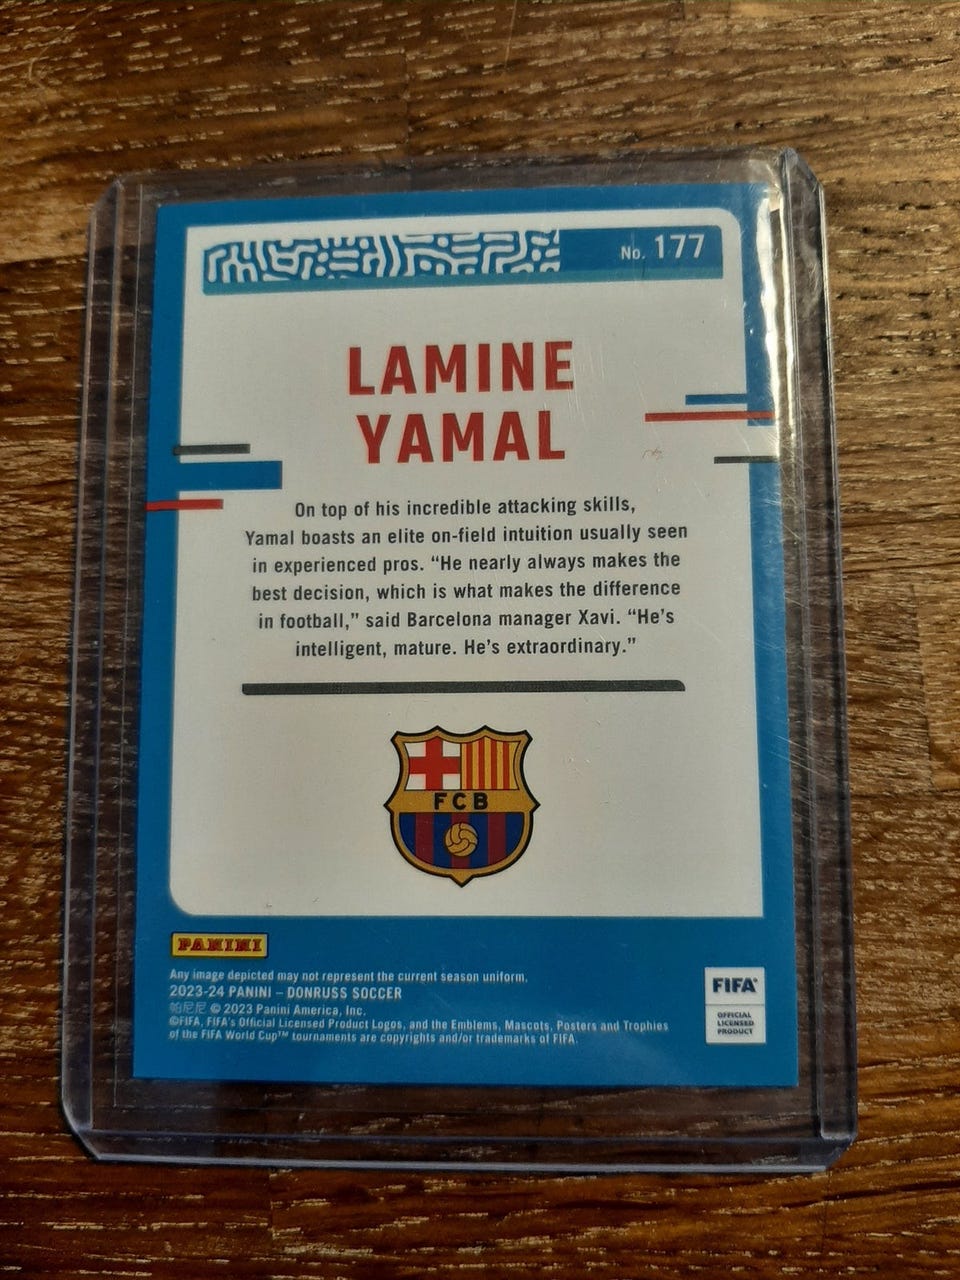 No. 177
LAMINE
YAMAL
On top of his incredible attacking skills,
Yamal boasts an elite on-field intuition usually seen
in experienced pros. “He nearly always makes the
best decision, which is what makes the difference
in football,” said Barcelona manager Xavi. “He’s
intelligent, mature. He’s extraordinary.”
FCB
PANINI
Any image depicted may not represent the current season uniform.
2023-24 PANINI – DONRUSS SOCCER
帕尼尼 © 2023 Panini America, Inc.
©FIFA, FIFA's Official Licensed Product Logos, and the Emblems, Mascots, Posters and Trophies
of the FIFA World Cup™ tournaments are copyrights and/or trademarks of FIFA.
FIFA®
OFFICIAL
LICENSED
PRODUCT